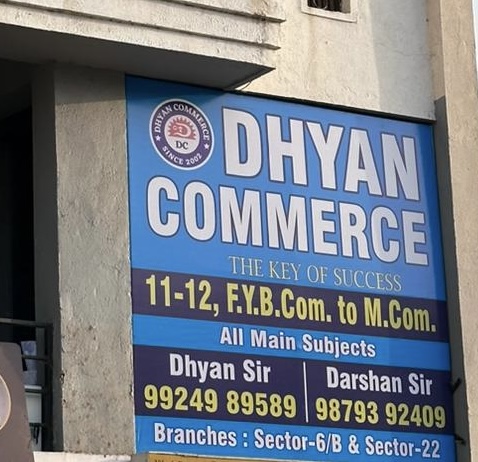 DHYAN COMMERCE
DC
SINCE 2002
DHYAN
COMMERCE
THE KEY OF SUCCESS
11-12, F.Y.B.Com. to M.Com.
All Main Subjects
Dhyan Sir
99249 89589
Darshan Sir
98793 92409
Branches : Sector-6/B & Sector-22